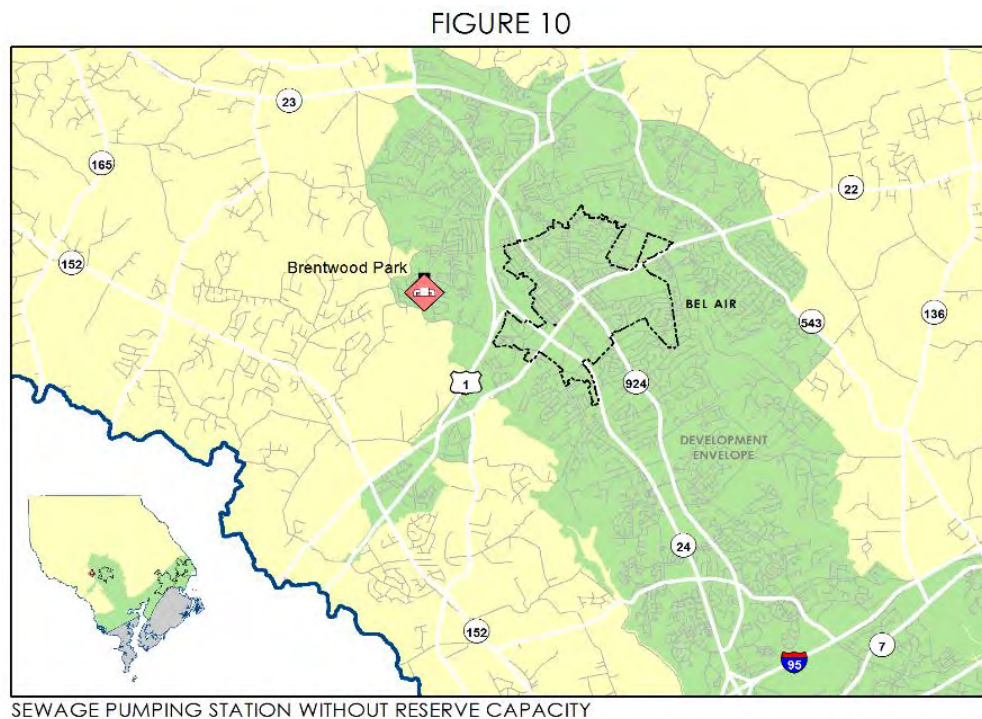 FIGURE 10
23
165
22
152
Brentwood Park
BEL AIR
543
136
1
924
DEVELOPMENT
ENVELOPE
24
152
7
95
SEWAGE PUMPING STATION WITHOUT RESERVE CAPACITY